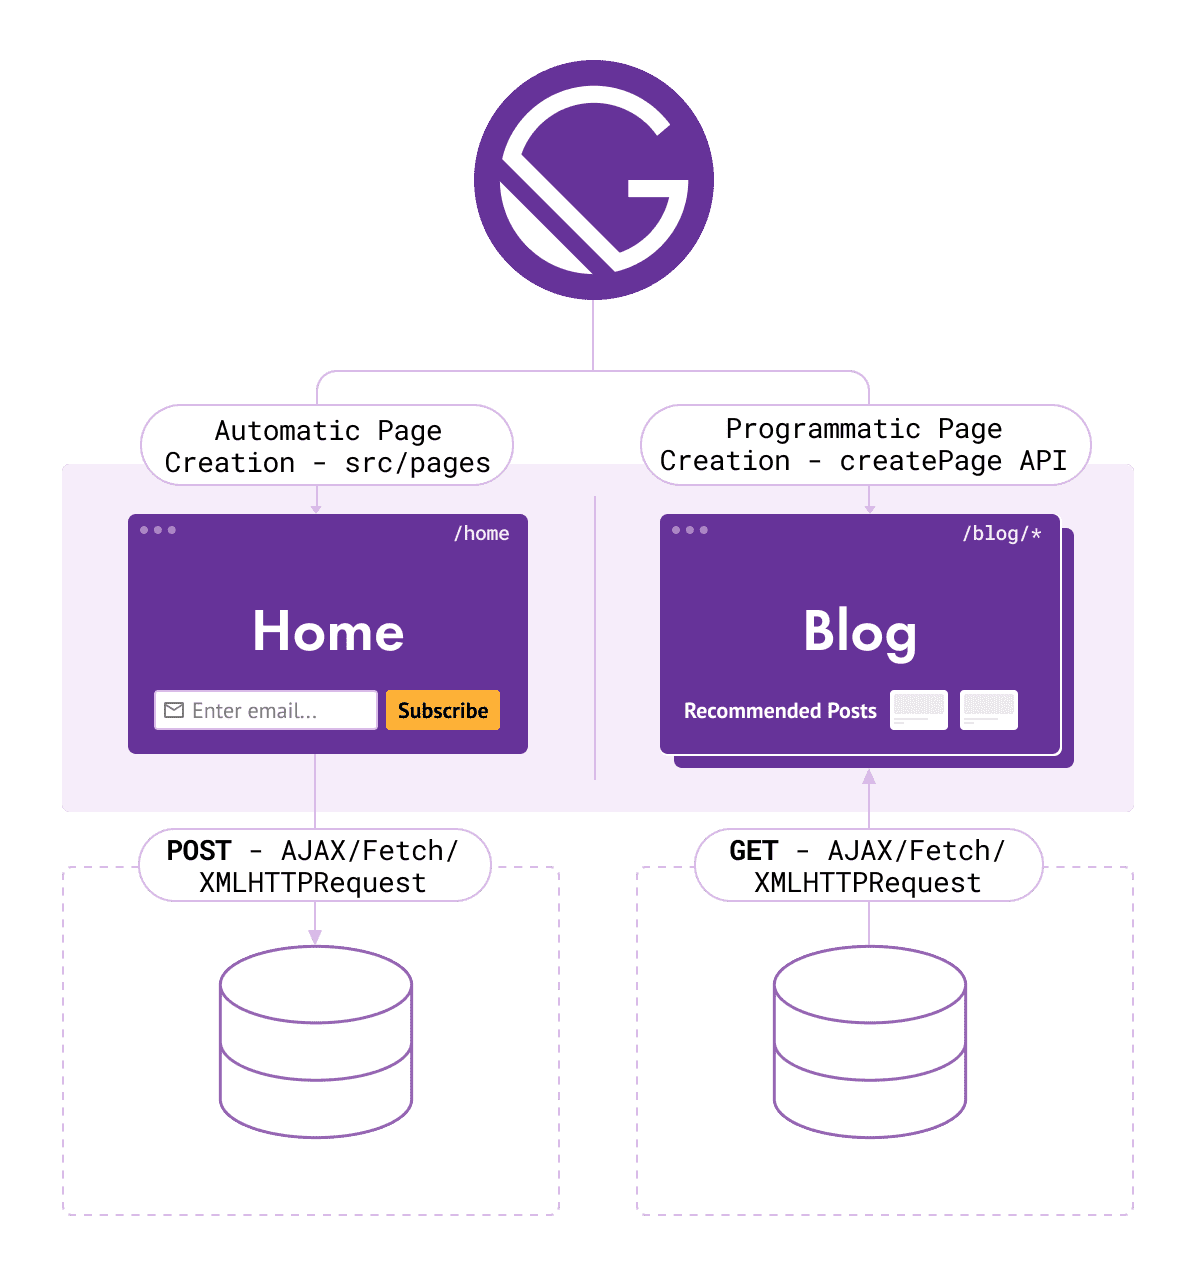 Automatic Page
Creation - src/pages
Programmatic Page
Creation - createPage API
/home
Home
Enter email...
Subscribe
/blog/*
Blog
Recommended Posts
POST - AJAX/Fetch/
XMLHTTPRequest
GET - AJAX/Fetch/
XMLHTTPRequest